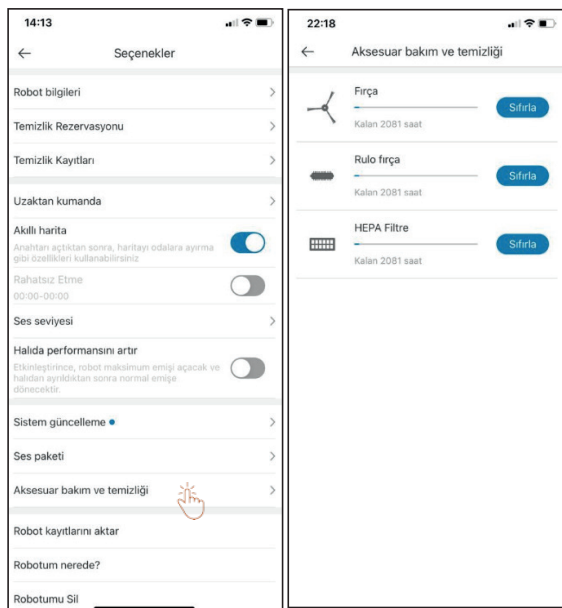 14:13
Seçenekler
Robot bilgileri
Temizlik Rezervasyonu
Temizlik Kayıtları
Uzaktan kumanda
Akıllı harita
Anahtarı açtıktan sonra, haritayı odalara ayırma
gibi özellikleri kullanabilirsiniz
Rahatsız Etme
00:00-00:00
Ses seviyesi
Halıda performansını artır
Etkinleştirince, robot maksimum emişi açacak ve
halıdan ayrıldıktan sonra normal emişe
dönecektir.
Sistem güncelleme
Ses paketi
Aksesuar bakım ve temizliği
Robot kayıtlarını aktar
Robotum nerede?
Robotumu Sil
22:18
Aksesuar bakım ve temizliği
Fırça
Sıfırla
Kalan 2081 saat
Rulo fırça
Sıfırla
Kalan 2081 saat
HEPA Filtre
Sıfırla
Kalan 2081 saat